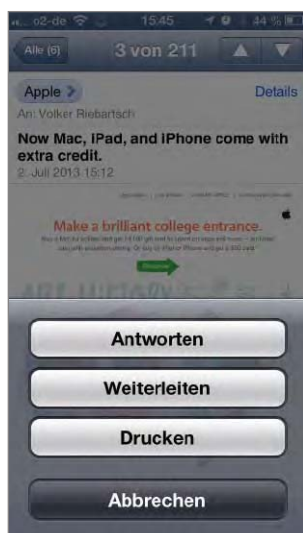 o2-de 15:45 44 %
Alle (6) 3 von 211
Apple Details
An: Volker Riebartsch
Now Mac, iPad, and iPhone come with
extra credit.
2. Juli 2013 15:12
Make a brilliant college entrance.
Antworten
Weiterleiten
Drucken
Abbrechen